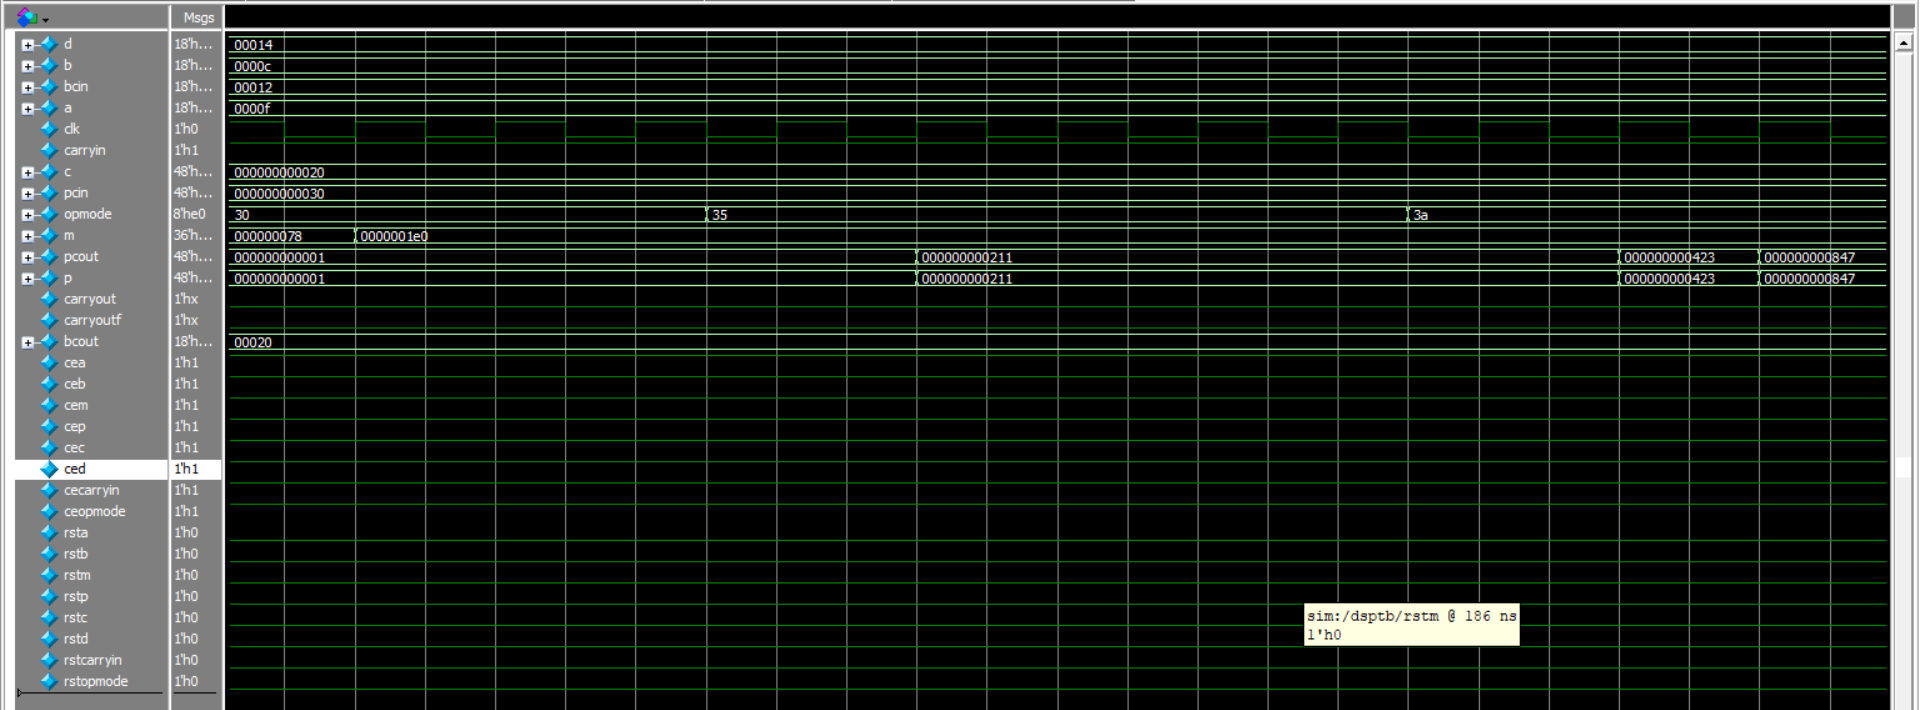 Msgs
d 18'h... 00014
b 18'h... 0000c
bcin 18'h... 00012
a 18'h... 0000f
clk 1'h0
carryin 1'h1
c 48'h... 000000000020
pcin 48'h... 000000000030
opmode 8'he0 30 35 3a
m 36'h... 000000078 0000001e0
pcout 48'h... 000000000001 000000000211 000000000423 000000000847
p 48'h... 000000000001 000000000211 000000000423 000000000847
carryout 1'hx
carryoutf 1'hx
bcout 18'h... 00020
cea 1'h1
ceb 1'h1
cem 1'h1
cep 1'h1
cec 1'h1
ced 1'h1
cecarryin 1'h1
ceopmode 1'h1
rsta 1'h0
rstb 1'h0
rstm 1'h0
rstp 1'h0
rstc 1'h0
rstd 1'h0
rstcarryin 1'h0
rstopmode 1'h0
sim:/dsptb/rstm @ 186 ns
1'h0